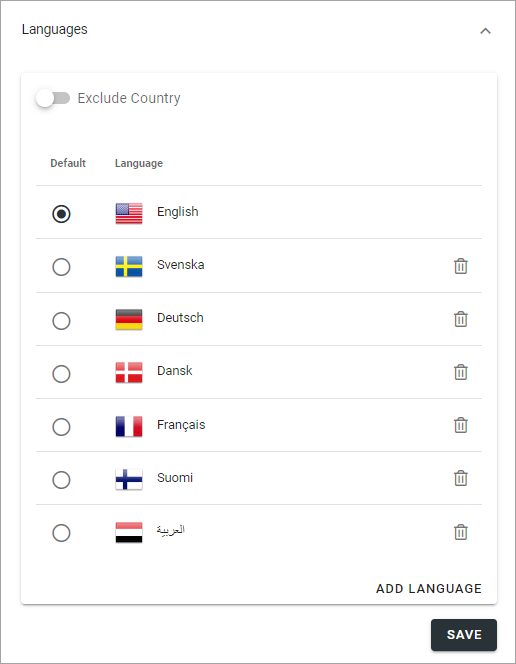 Languages
Exclude Country
Default Language
English
Svenska
Deutsch
Dansk
Français
Suomi
العربية
ADD LANGUAGE
SAVE